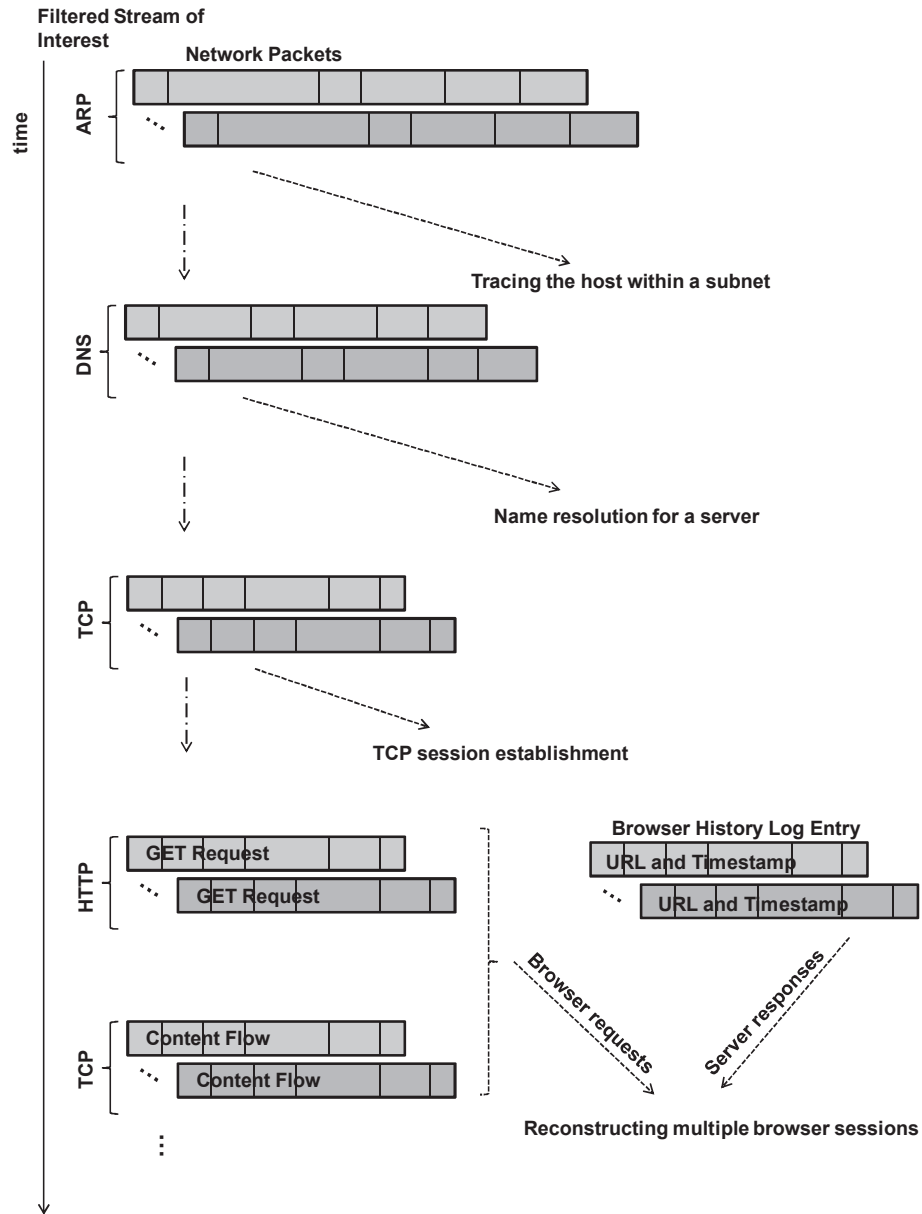 Filtered Stream of
Interest
Network Packets
time
ARP
Tracing the host within a subnet
DNS
Name resolution for a server
TCP
TCP session establishment
HTTP
GET Request
GET Request
Browser History Log Entry
URL and Timestamp
URL and Timestamp
Browser requests
Server responses
TCP
Content Flow
Content Flow
Reconstructing multiple browser sessions